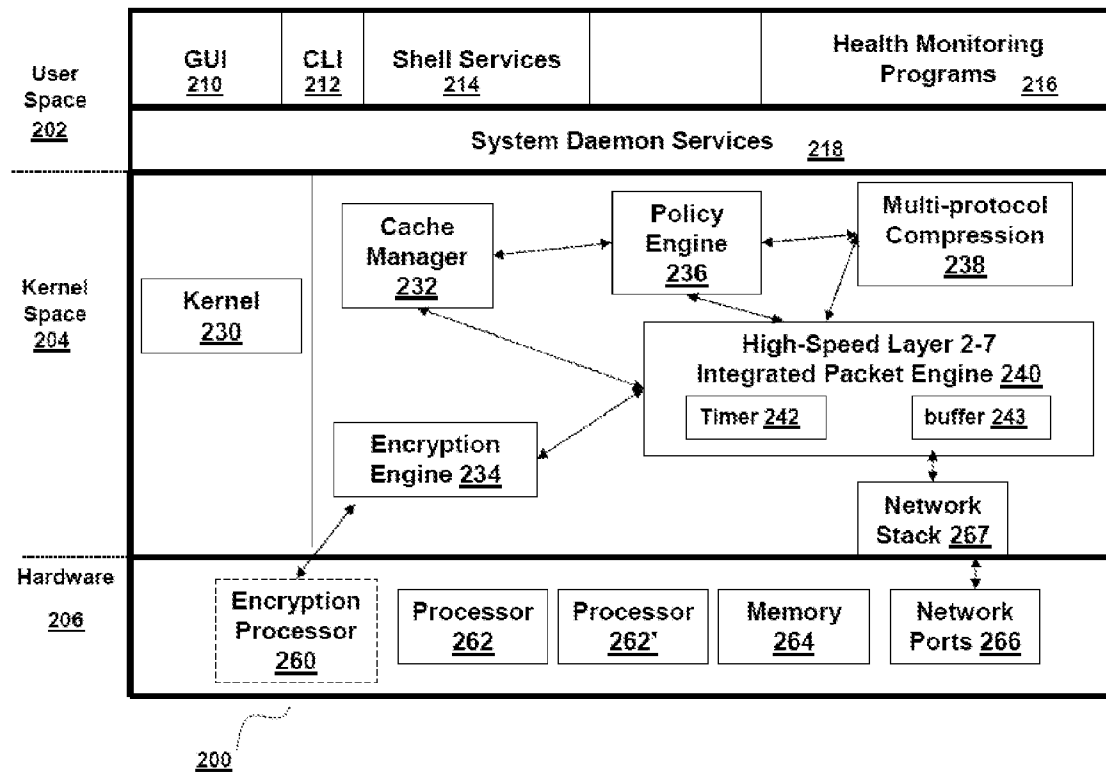 User
Space
202
GUI
210
CLI
212
Shell Services
214
Health Monitoring
Programs 216
System Daemon Services 218
Kernel
Space
204
Kernel
230
Cache
Manager
232
Policy
Engine
236
Multi-protocol
Compression
238
High-Speed Layer 2-7
Integrated Packet Engine 240
Timer 242
buffer 243
Encryption
Engine 234
Network
Stack 267
Hardware
206
Encryption
Processor
260
Processor
262
Processor
262'
Memory
264
Network
Ports 266
200